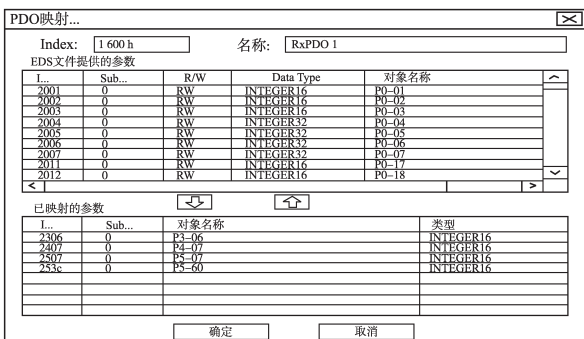 PDO映射...
Index: 1 600 h 名称: RxPDO 1
EDS文件提供的参数
I... Sub... R/W Data Type 对象名称
2001 0 RW INTEGER16 P0-01
2002 0 RW INTEGER16 P0-02
2003 0 RW INTEGER16 P0-03
2004 0 RW INTEGER32 P0-04
2005 0 RW INTEGER32 P0-05
2006 0 RW INTEGER32 P0-06
2007 0 RW INTEGER32 P0-07
2011 0 RW INTEGER16 P0-17
2012 0 RW INTEGER16 P0-18
已映射的参数
I... Sub... 对象名称 类型
2306 0 P3-06 INTEGER16
2407 0 P4-07 INTEGER16
2507 0 P5-07 INTEGER16
253c 0 P5-60 INTEGER16
确定 取消